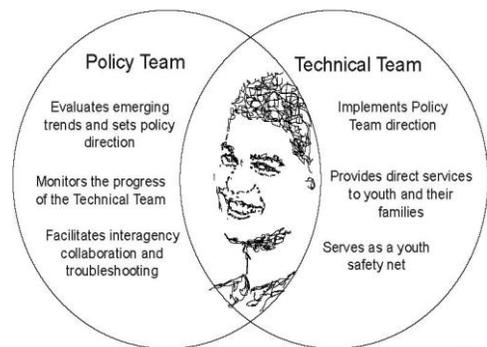 Policy Team
Evaluates emerging
trends and sets policy
direction
Monitors the progress
of the Technical Team
Facilitates interagency
collaboration and
troubleshooting
Technical Team
Implements Policy
Team direction
Provides direct services
to youth and their
families
Serves as a youth
safety net